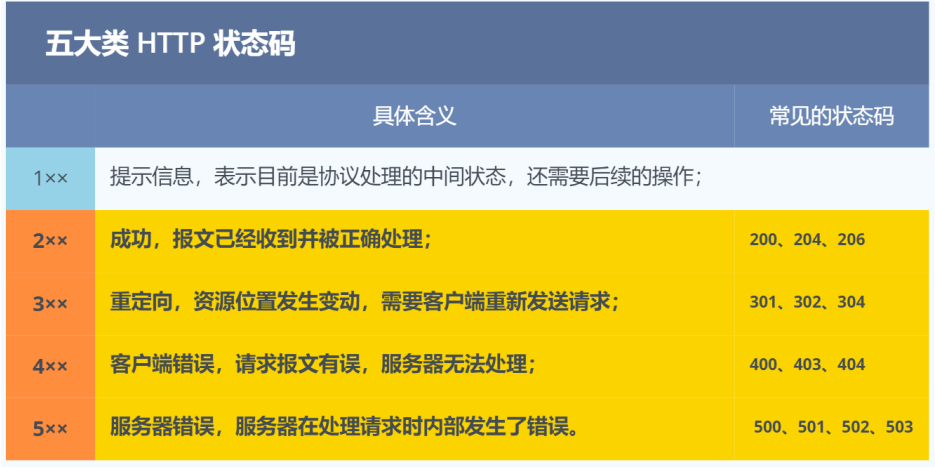 五大类 HTTP 状态码
具体含义 常见的状态码
1×× 提示信息，表示目前是协议处理的中间状态，还需要后续的操作；
2×× 成功，报文已经收到并被正确处理； 200、204、206
3×× 重定向，资源位置发生变动，需要客户端重新发送请求； 301、302、304
4×× 客户端错误，请求报文有误，服务器无法处理； 400、403、404
5×× 服务器错误，服务器在处理请求时内部发生了错误。 500、501、502、503